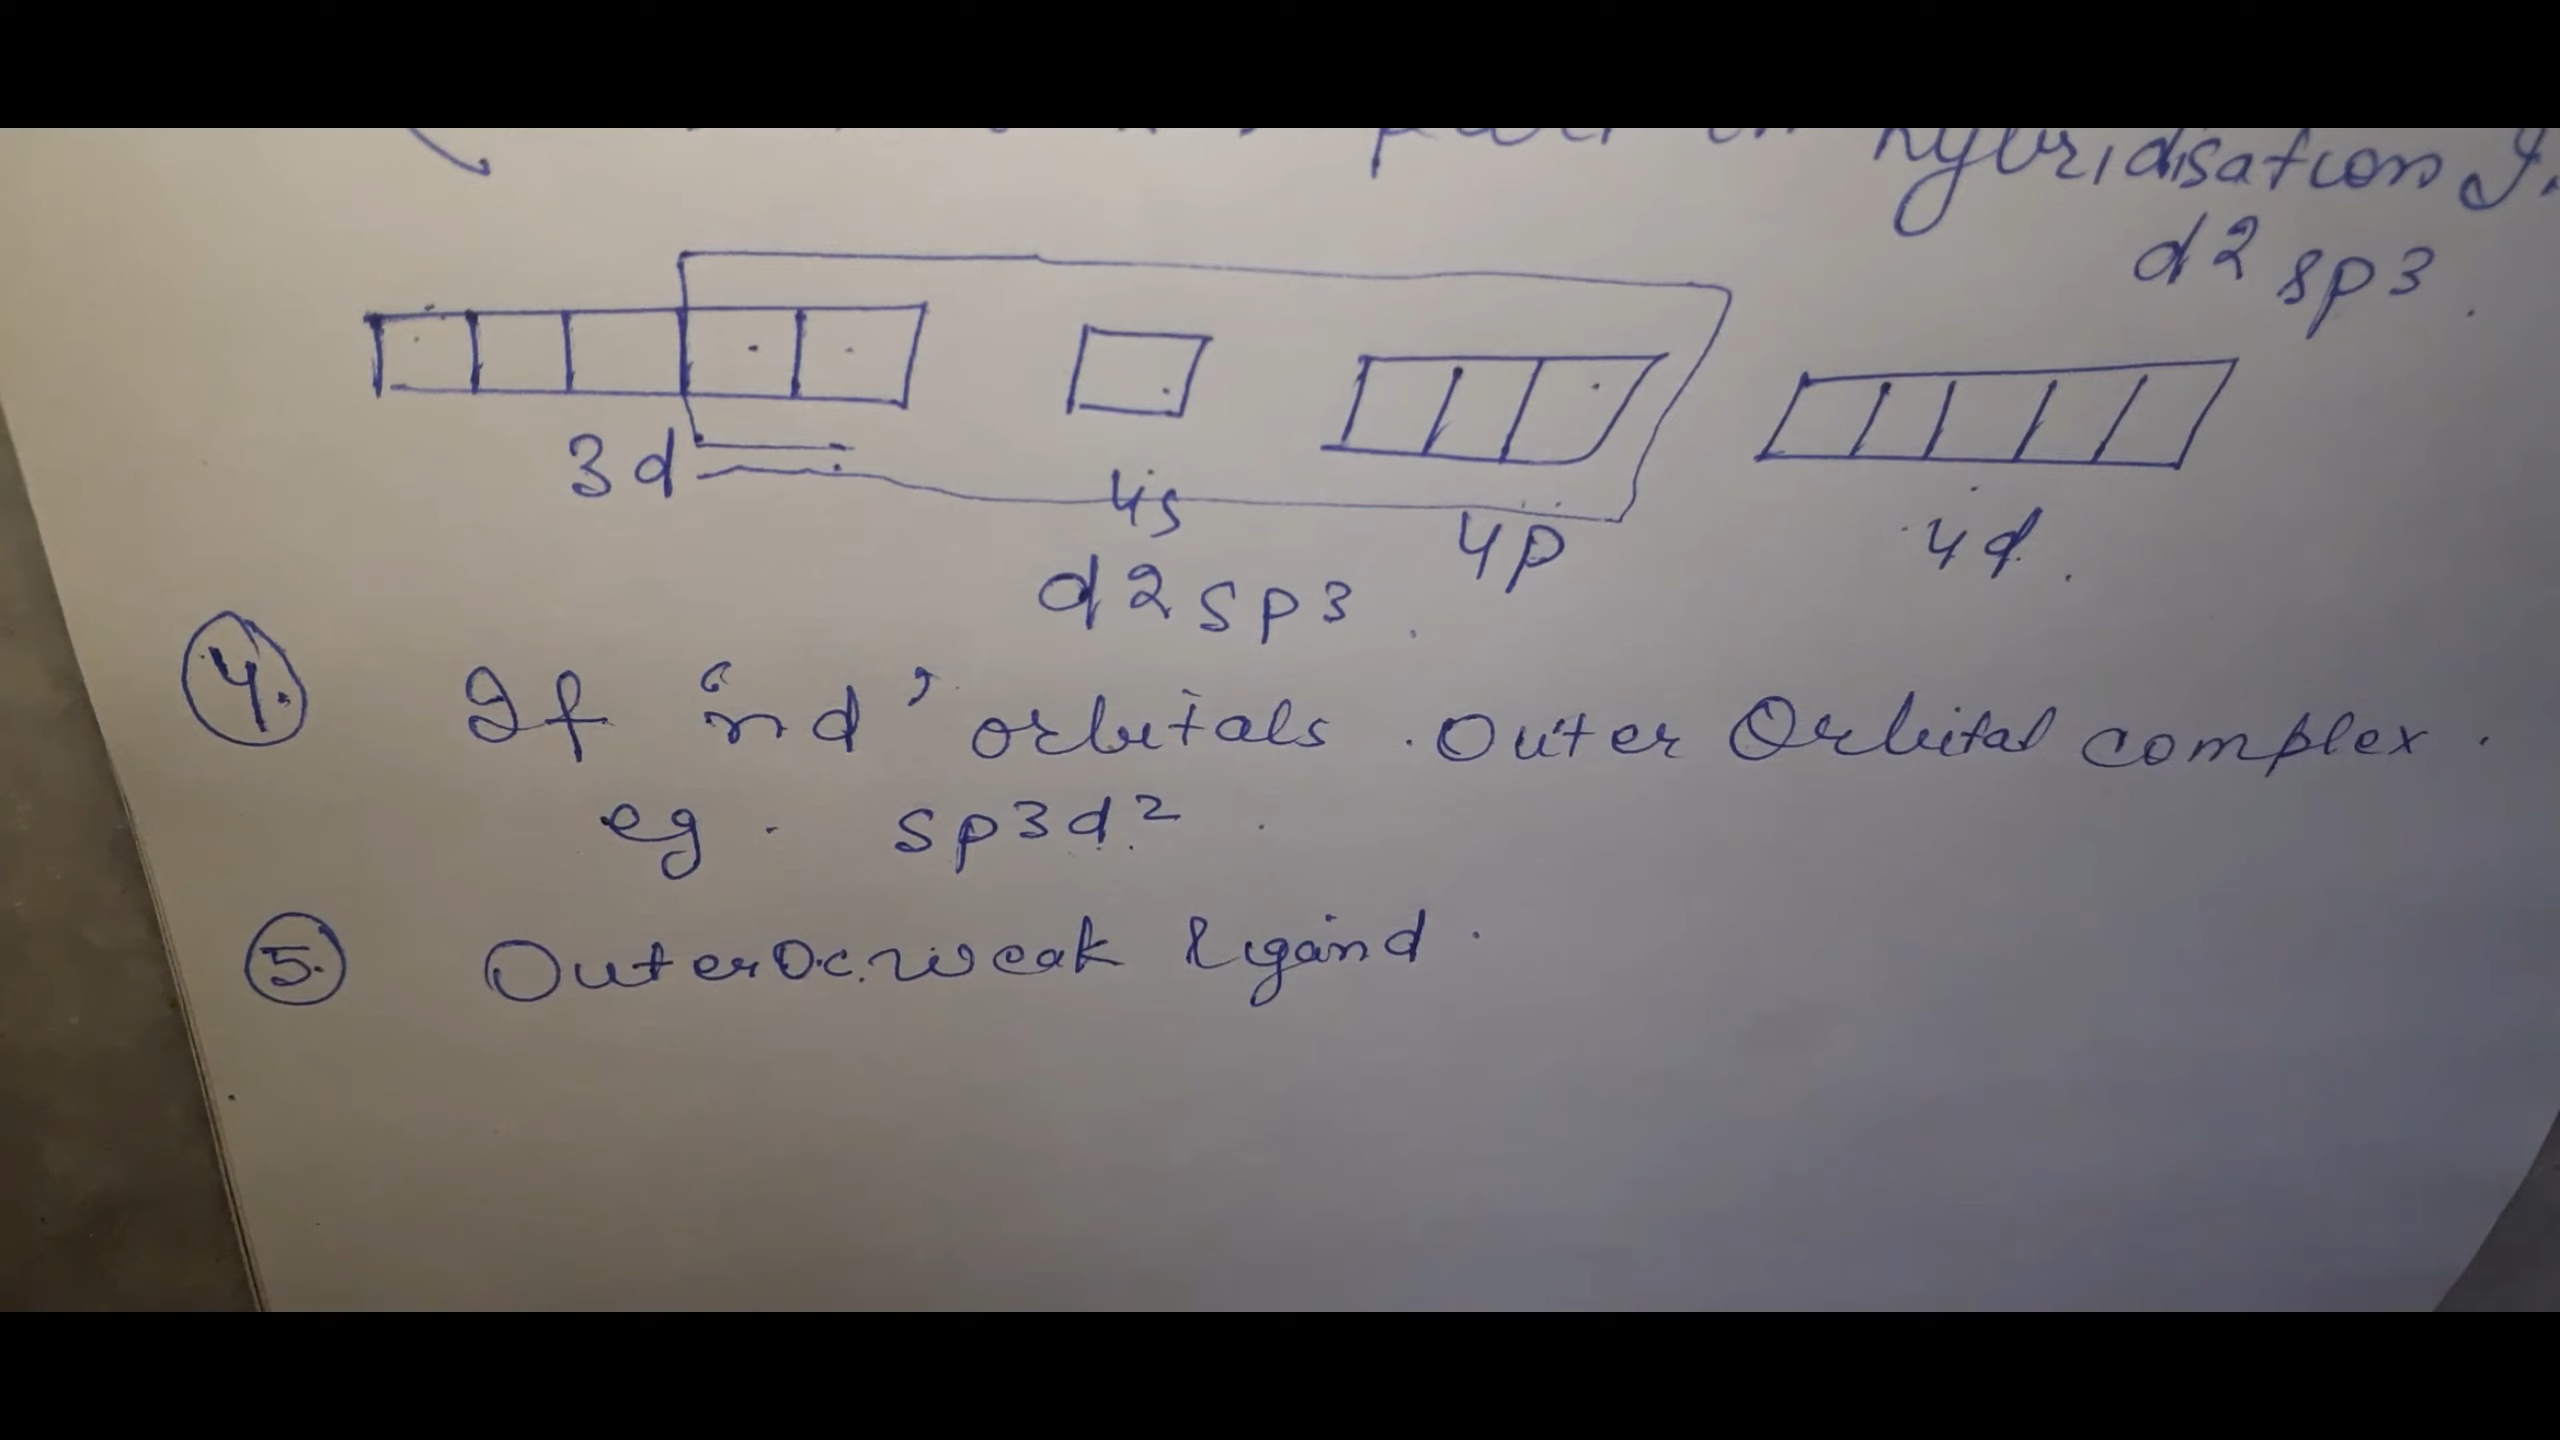 hybridisation
d2sp3.
3d
4s
4p
4d.
d2sp3.
4. If 'nd' orbitals. Outer Orbital complex.
eg. sp3d2.
5. Outer O.c. weak ligand.